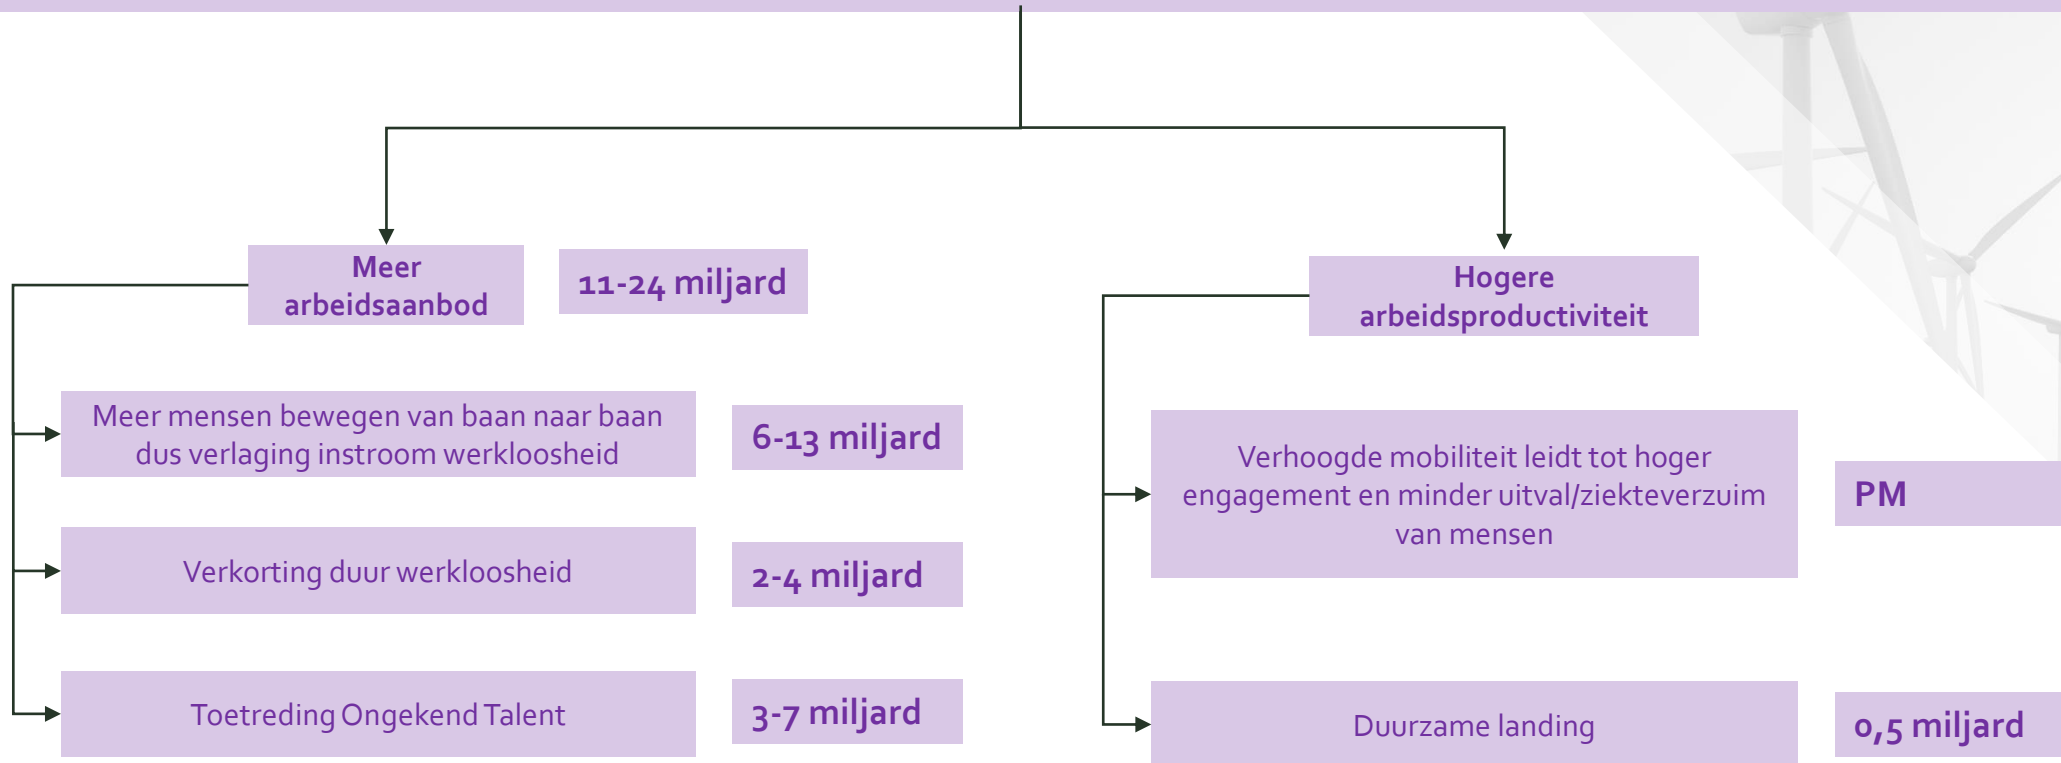 Meer
arbeidsaanbod
11-24 miljard
Meer mensen bewegen van baan naar baan
dus verlaging instroom werkloosheid
6-13 miljard
Verkorting duur werkloosheid
2-4 miljard
Toetreding Ongekend Talent
3-7 miljard
Hogere
arbeidsproductiviteit
Verhoogde mobiliteit leidt tot hoger
engagement en minder uitval/ziekteverzuim
van mensen
PM
Duurzame landing
0,5 miljard